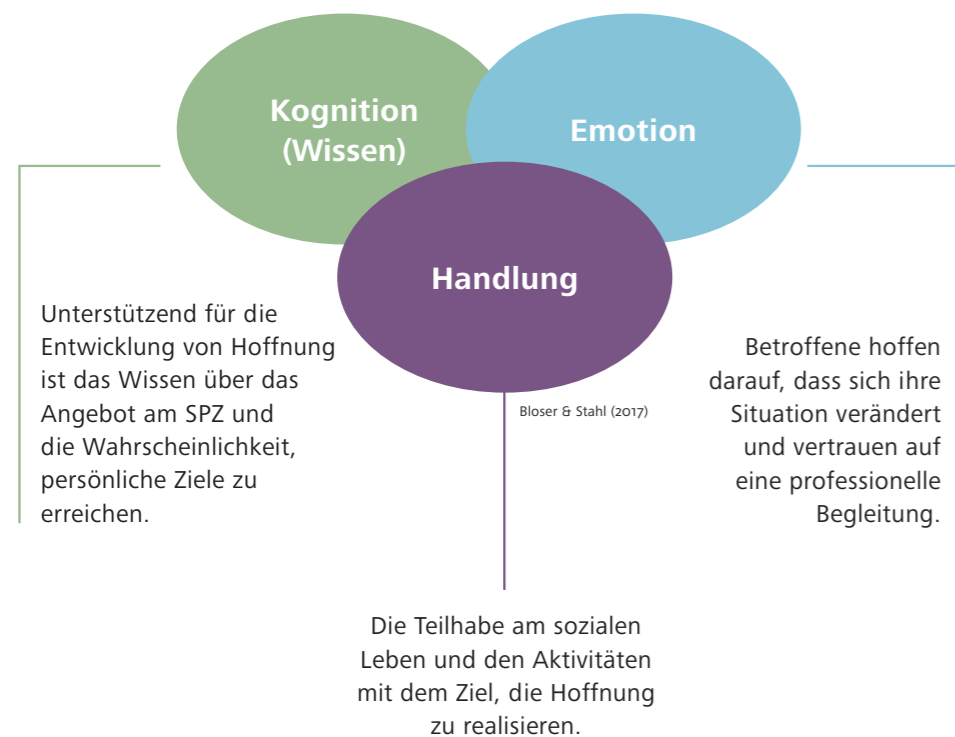 Kognition
(Wissen)
Emotion
Handlung
Unterstützend für die
Entwicklung von Hoffnung
ist das Wissen über das
Angebot am SPZ und
die Wahrscheinlichkeit,
persönliche Ziele zu
erreichen.
Bloser & Stahl (2017)
Betroffene hoffen
darauf, dass sich ihre
Situation verändert
und vertrauen auf
eine professionelle
Begleitung.
Die Teilhabe am sozialen
Leben und den Aktivitäten
mit dem Ziel, die Hoffnung
zu realisieren.